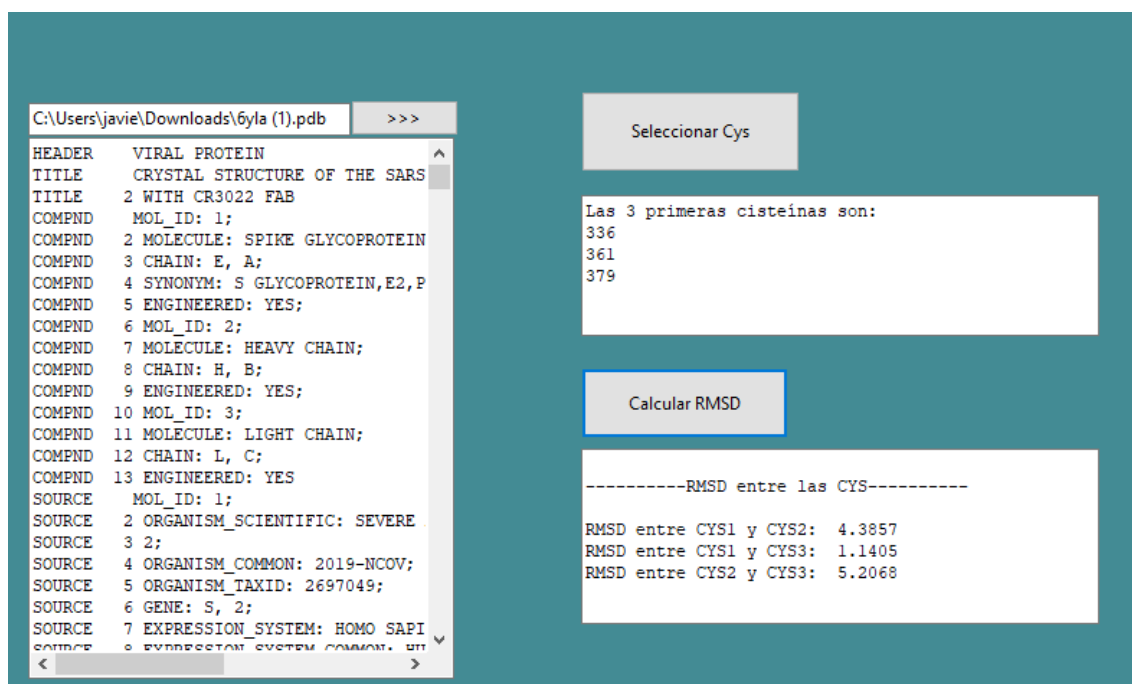 C:\Users\javie\Downloads\6yla (1).pdb
>>>
HEADER VIRAL PROTEIN
TITLE CRYSTAL STRUCTURE OF THE SARS
TITLE 2 WITH CR3022 FAB
COMPND MOL_ID: 1;
COMPND 2 MOLECULE: SPIKE GLYCOPROTEIN
COMPND 3 CHAIN: E, A;
COMPND 4 SYNONYM: S GLYCOPROTEIN,E2,P
COMPND 5 ENGINEERED: YES;
COMPND 6 MOL_ID: 2;
COMPND 7 MOLECULE: HEAVY CHAIN;
COMPND 8 CHAIN: H, B;
COMPND 9 ENGINEERED: YES;
COMPND 10 MOL_ID: 3;
COMPND 11 MOLECULE: LIGHT CHAIN;
COMPND 12 CHAIN: L, C;
COMPND 13 ENGINEERED: YES
SOURCE MOL_ID: 1;
SOURCE 2 ORGANISM_SCIENTIFIC: SEVERE
SOURCE 3 2;
SOURCE 4 ORGANISM_COMMON: 2019-NCOV;
SOURCE 5 ORGANISM_TAXID: 2697049;
SOURCE 6 GENE: S, 2;
SOURCE 7 EXPRESSION_SYSTEM: HOMO SAPI
SOURCE 8 EXPRESSION_SYSTEM_COMMON: HU
Seleccionar Cys
Las 3 primeras cisteínas son:
336
361
379
Calcular RMSD
----------RMSD entre las CYS----------
RMSD entre CYS1 y CYS2: 4.3857
RMSD entre CYS1 y CYS3: 1.1405
RMSD entre CYS2 y CYS3: 5.2068